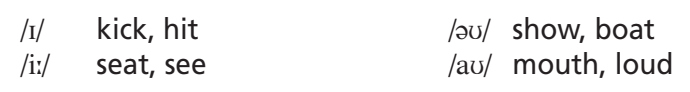 /ɪ/ kick, hit /əʊ/ show, boat
/iː/ seat, see /aʊ/ mouth, loud